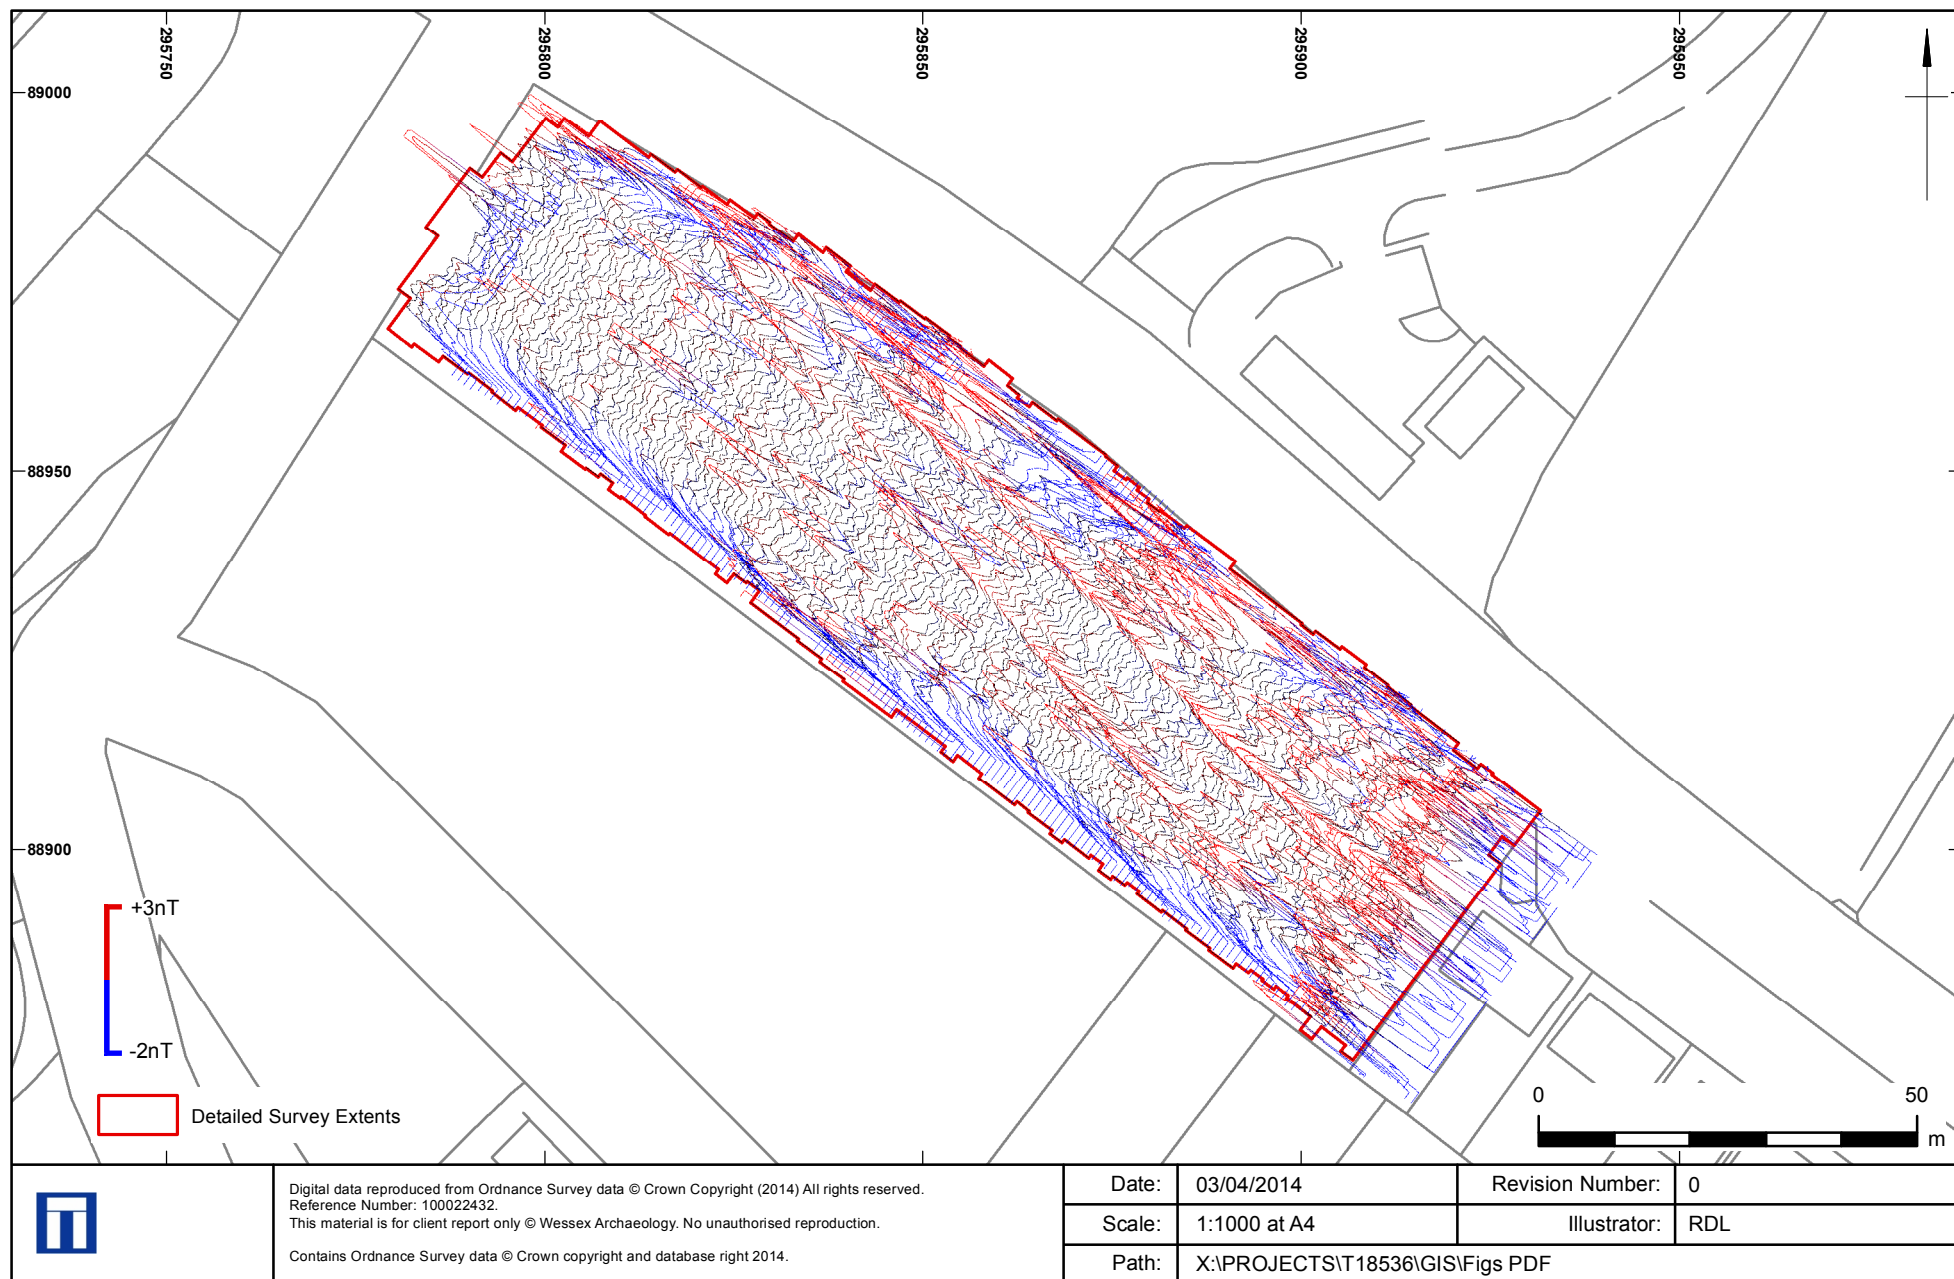 295750
295800
295850
295900
295950
89000
88950
88900
+3nT
-2nT
Detailed Survey Extents
0 50
m
Digital data reproduced from Ordnance Survey data © Crown Copyright (2014) All rights reserved.
Reference Number: 100022432.
This material is for client report only © Wessex Archaeology. No unauthorised reproduction.
Contains Ordnance Survey data © Crown copyright and database right 2014.
Date: 03/04/2014 Revision Number: 0
Scale: 1:1000 at A4 Illustrator: RDL
Path: X:\PROJECTS\T18536\GIS\Figs PDF